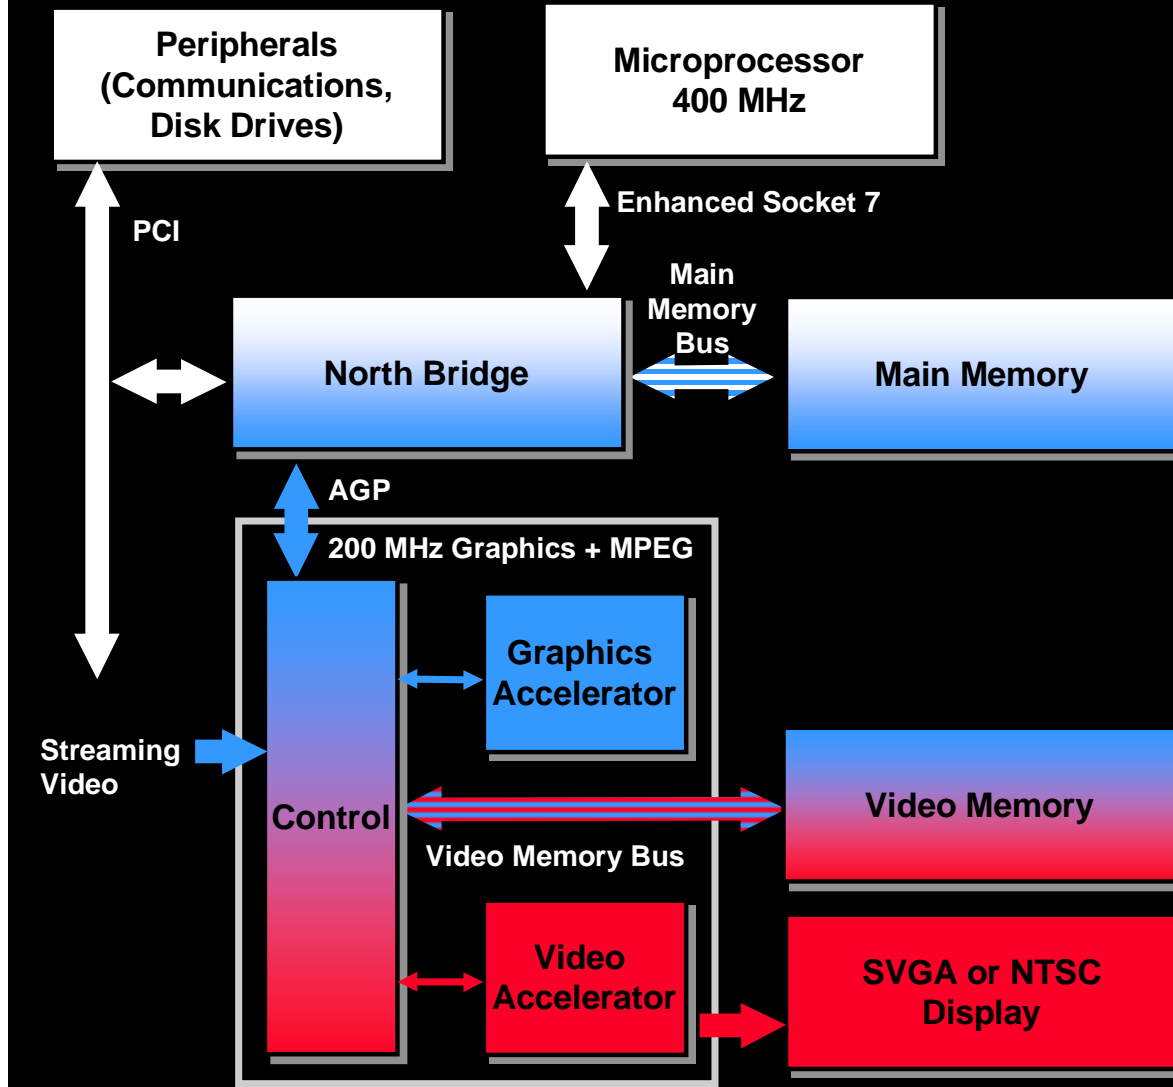 Peripherals
(Communications,
Disk Drives)
Microprocessor
400 MHz
Enhanced Socket 7
PCI
Main
Memory
Bus
North Bridge
Main Memory
AGP
200 MHz Graphics + MPEG
Graphics
Accelerator
Streaming
Video
Control
Video Memory
Video Memory Bus
Video
Accelerator
SVGA or NTSC
Display